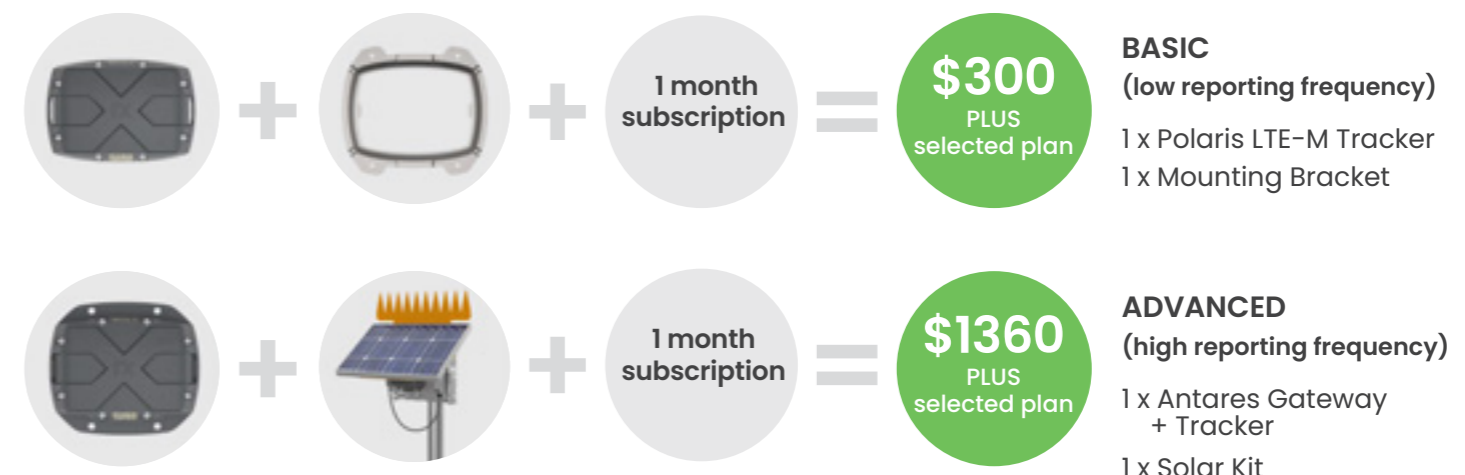 1 month
subscription
$300
PLUS
selected plan
BASIC
(low reporting frequency)
1 x Polaris LTE-M Tracker
1 x Mounting Bracket
1 month
subscription
$1360
PLUS
selected plan
ADVANCED
(high reporting frequency)
1 x Antares Gateway
+ Tracker
1 x Solar Kit